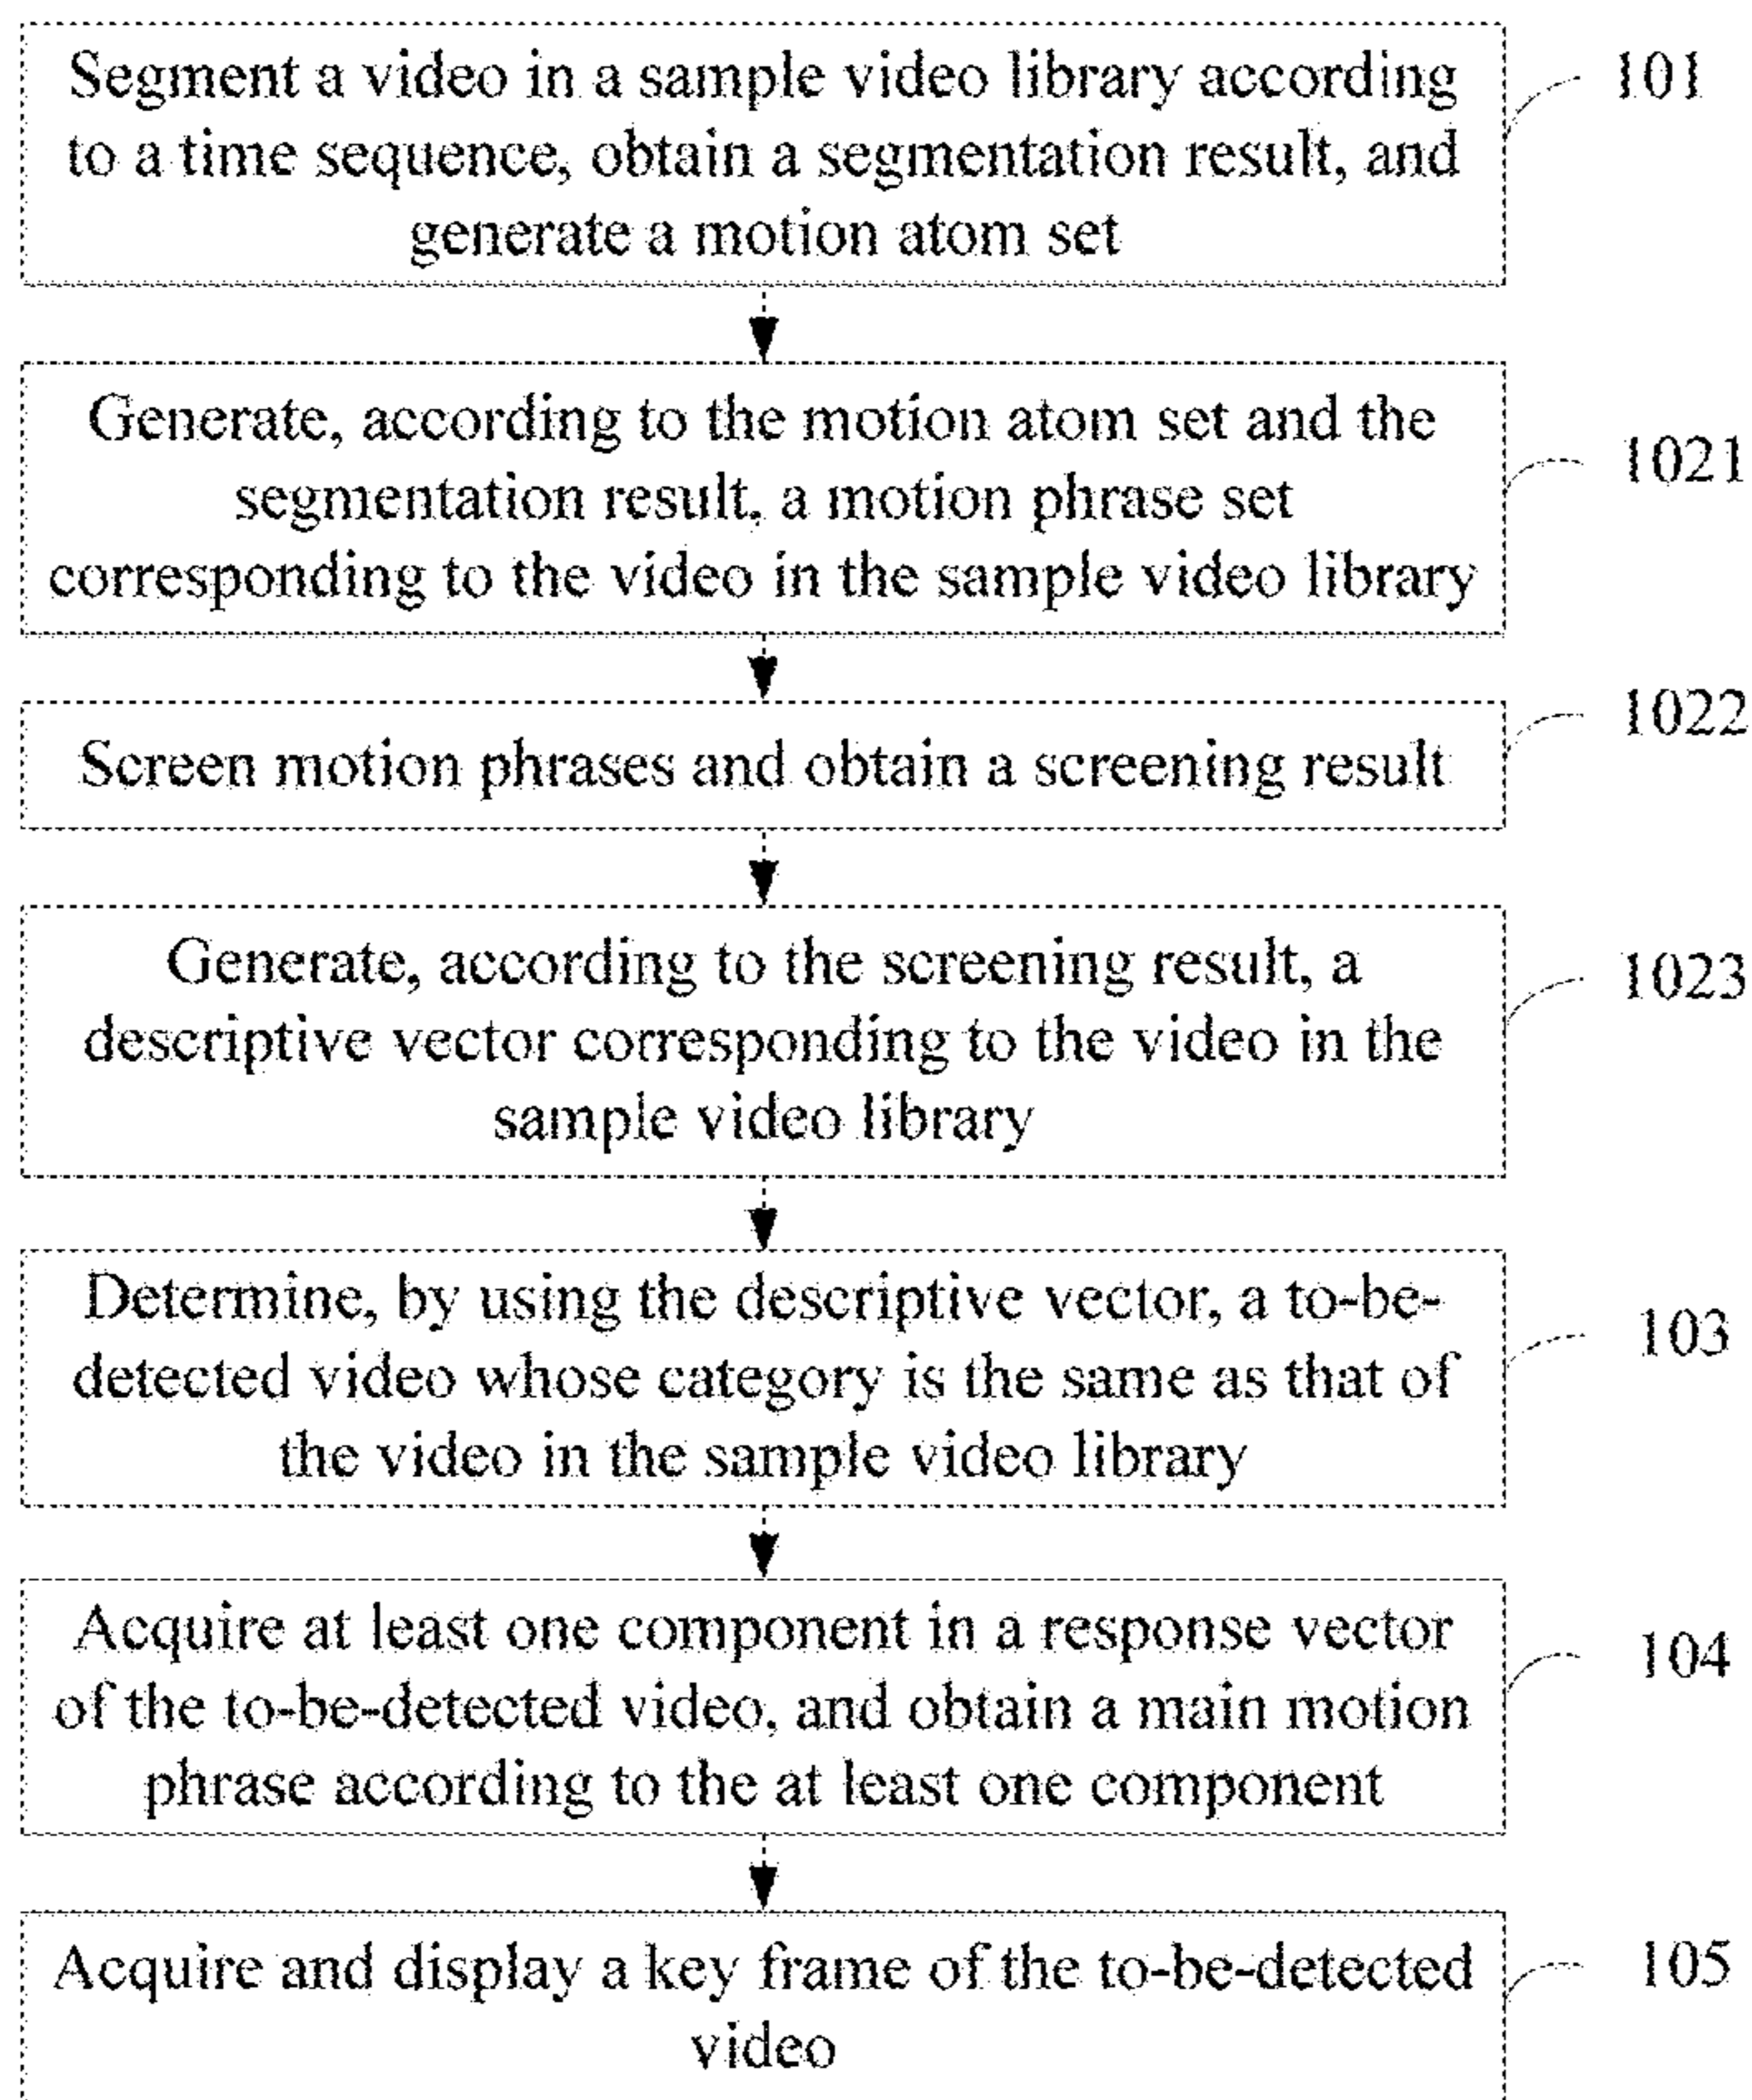 Segment a video in a sample video library according
to a time sequence, obtain a segmentation result, and
generate a motion atom set
101
Generate, according to the motion atom set and the
segmentation result, a motion phrase set
corresponding to the video in the sample video library
1021
Screen motion phrases and obtain a screening result
1022
Generate, according to the screening result, a
descriptive vector corresponding to the video in the
sample video library
1023
Determine, by using the descriptive vector, a to-be-
detected video whose category is the same as that of
the video in the sample video library
103
Acquire at least one component in a response vector
of the to-be-detected video, and obtain a main motion
phrase according to the at least one component
104
Acquire and display a key frame of the to-be-detected
video
105